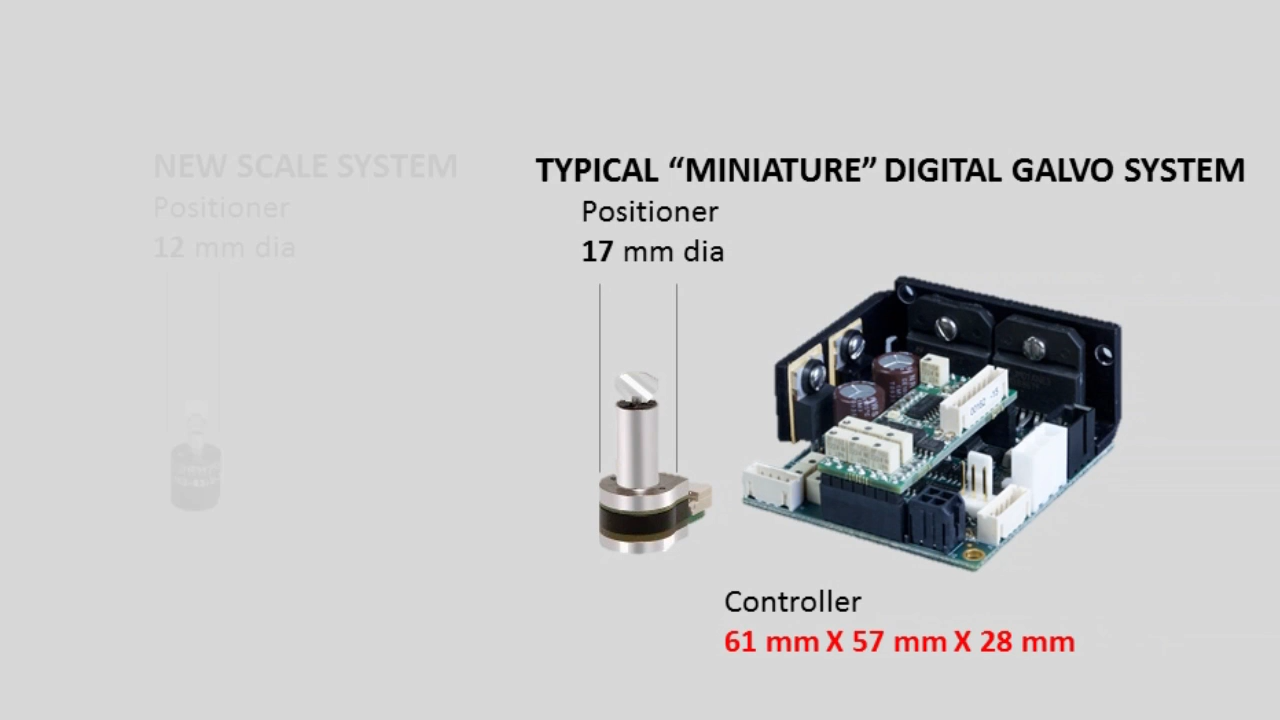 NEW SCALE SYSTEM
Positioner
12 mm dia
TYPICAL “MINIATURE” DIGITAL GALVO SYSTEM
Positioner
17 mm dia
Controller
61 mm X 57 mm X 28 mm